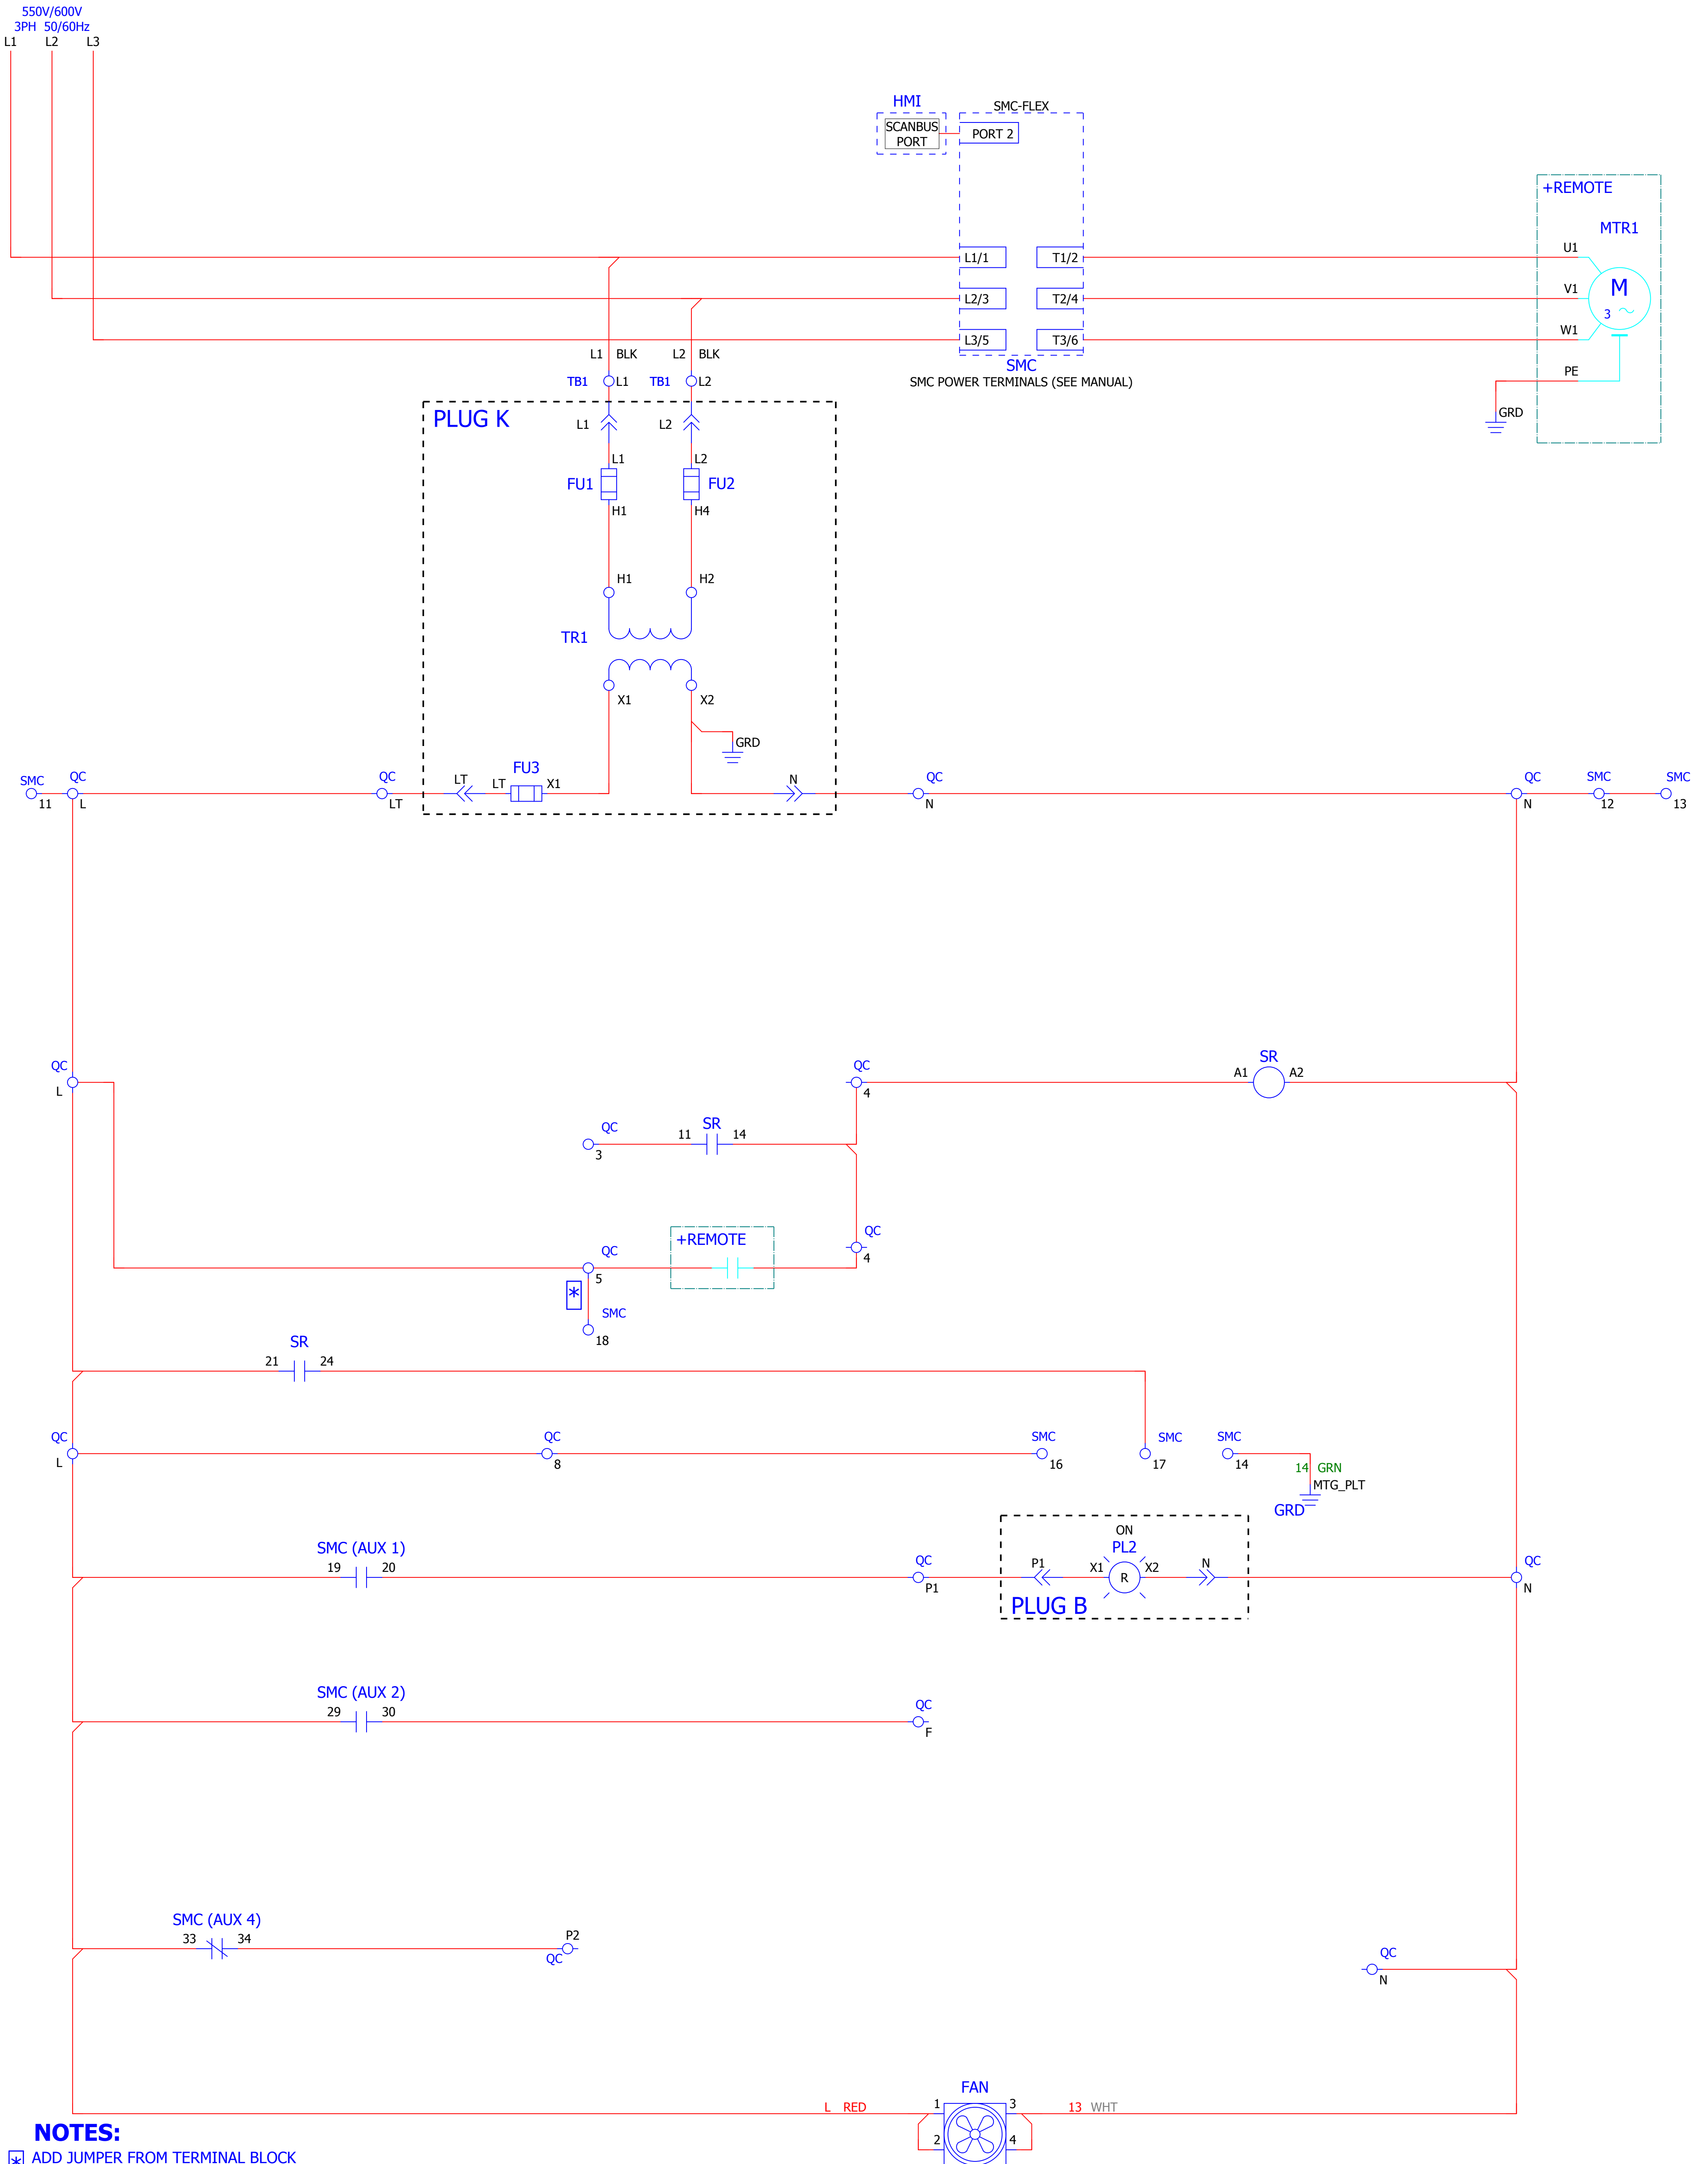 550V/600V
3PH 50/60Hz
L1 L2 L3
HMI
SCANBUS
PORT
SMC-FLEX
PORT 2
+REMOTE
MTR1
U1
V1
W1
PE
M
3
GRD
L1/1 T1/2
L2/3 T2/4
L3/5 T3/6
SMC
SMC POWER TERMINALS (SEE MANUAL)
L1 BLK L2 BLK
TB1 L1 TB1 L2
PLUG K
L1 L2
L1 L2
FU1 FU2
H1 H4
H1 H2
TR1
X1 X2
GRD
FU3
LT LT X1 N
SMC QC QC QC QC SMC SMC
11 L LT N N 12 13
QC QC SR
L 4 A1 A2
QC SR
3 11 14
QC +REMOTE QC
5 4
*
SMC
18
SR
21 24
QC QC SMC SMC SMC
L 8 16 17 14
14 GRN
MTG_PLT
GRD
SMC (AUX 1)
19 20
QC
P1
ON
PL2
P1 X1 R X2 N
PLUG B
QC
N
SMC (AUX 2)
29 30
QC
F
SMC (AUX 4)
33 34
P2
QC
QC
N
FAN
L RED 1 3 13 WHT
2 4
NOTES:
* ADD JUMPER FROM TERMINAL BLOCK